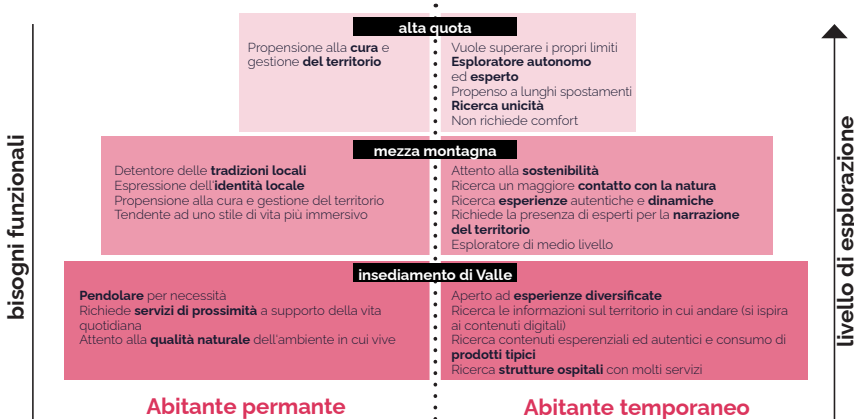 alta quota
Propensione alla cura e
gestione del territorio
Vuole superare i propri limiti
Esploratore autonomo
ed esperto
Propenso a lunghi spostamenti
Ricerca unicità
Non richiede comfort
mezza montagna
Detentore delle tradizioni locali
Espressione dell'identità locale
Propensione alla cura e gestione del territorio
Tendente ad uno stile di vita più immersivo
Attento alla sostenibilità
Ricerca un maggiore contatto con la natura
Ricerca esperienze autentiche e dinamiche
Richiede la presenza di esperti per la narrazione
del territorio
Esploratore di medio livello
insediamento di Valle
Pendolare per necessità
Richiede servizi di prossimità a supporto della vita
quotidiana
Attento alla qualità naturale dell'ambiente in cui vive
Aperto ad esperienze diversificate
Ricerca le informazioni sul territorio in cui andare (si ispira
ai contenuti digitali)
Ricerca contenuti esperenziali ed autentici e consumo di
prodotti tipici
Ricerca strutture ospitali con molti servizi
bisogni funzionali
livello di esplorazione
Abitante permante
Abitante temporaneo